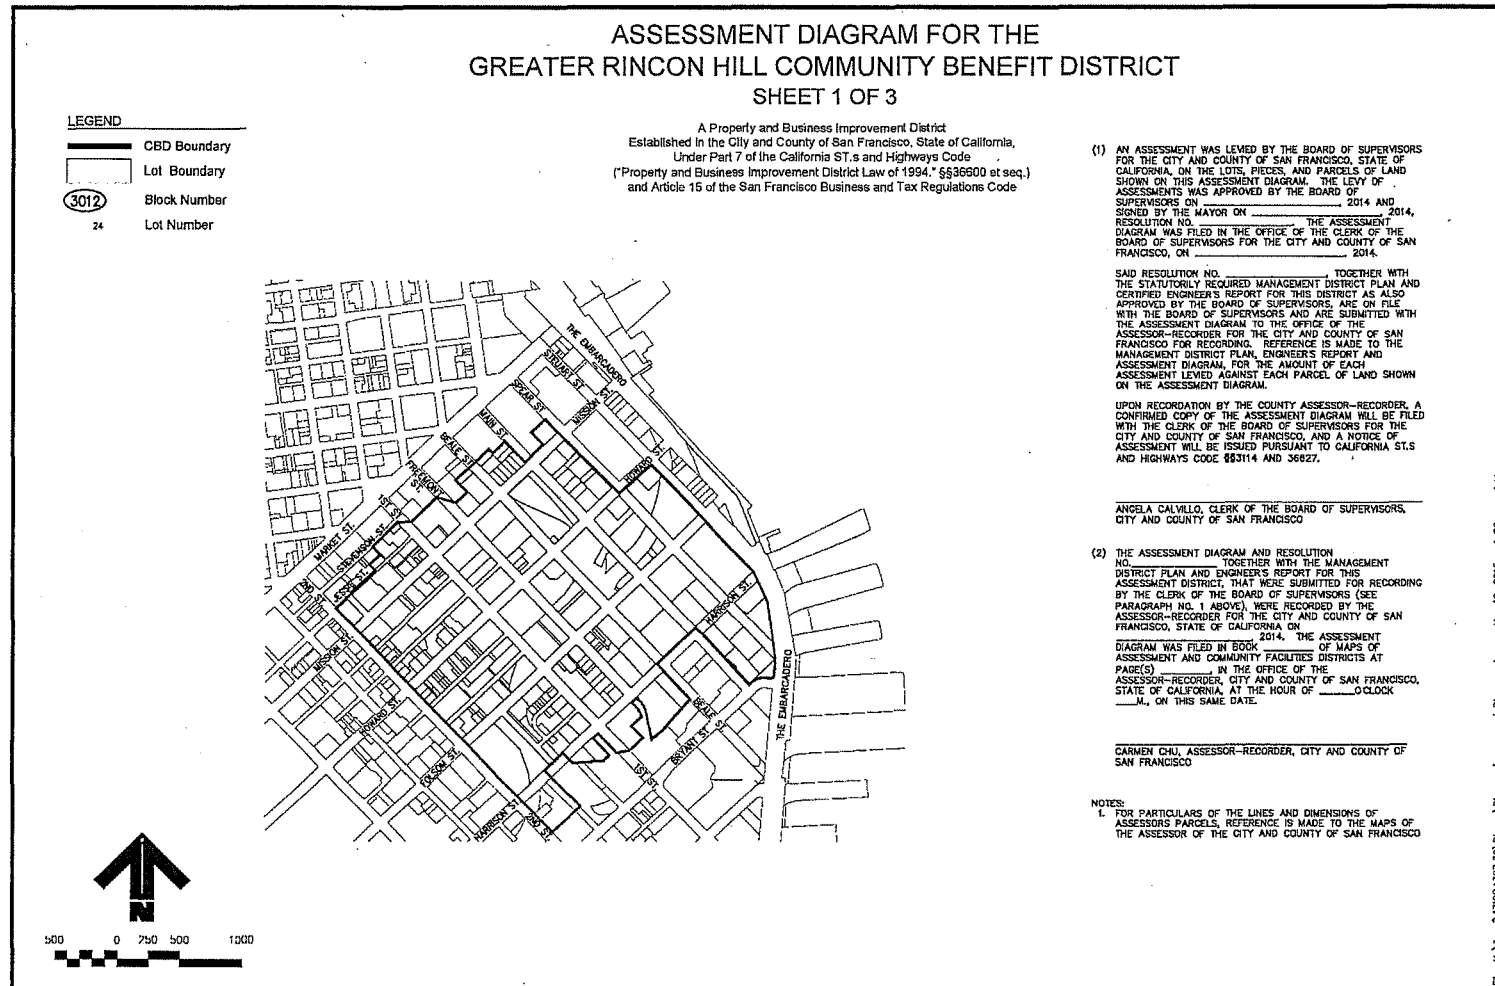 ASSESSMENT DIAGRAM FOR THE
GREATER RINCON HILL COMMUNITY BENEFIT DISTRICT
SHEET 1 OF 3
A Property and Business Improvement District
Established in the City and County of San Francisco, State of California,
Under Part 7 of the California ST.s and Highways Code
("Property and Business Improvement District Law of 1994." §§36600 et seq.)
and Article 15 of the San Francisco Business and Tax Regulations Code
LEGEND
CBD Boundary
Lot Boundary
3012 Block Number
24 Lot Number
THE EMBARCADERO
STEUART ST.
SPEAR ST.
MISSION ST.
MAIN ST.
BEALE ST.
FREEMONT ST.
HOWARD ST.
1ST ST.
MARKET ST.
STEVENSON ST.
JESSIE ST.
2ND ST.
MISSION ST.
HARRISON ST.
THE EMBARCADERO
HOWARD ST.
BEALE ST.
BRYANT ST.
FOLSOM ST.
1ST ST.
HARRISON ST.
2ND ST.
N
500 0 250 500 1000
(1) AN ASSESSMENT WAS LEVIED BY THE BOARD OF SUPERVISORS
FOR THE CITY AND COUNTY OF SAN FRANCISCO, STATE OF
CALIFORNIA, ON THE LOTS, PIECES, AND PARCELS OF LAND
SHOWN ON THIS ASSESSMENT DIAGRAM. THE LEVY OF
ASSESSMENTS WAS APPROVED BY THE BOARD OF
SUPERVISORS ON ____________, 2014 AND
SIGNED BY THE MAYOR ON ____________, 2014,
RESOLUTION NO. ____________. THE ASSESSMENT
DIAGRAM WAS FILED IN THE OFFICE OF THE CLERK OF THE
BOARD OF SUPERVISORS FOR THE CITY AND COUNTY OF SAN
FRANCISCO, ON ____________, 2014.
SAID RESOLUTION NO. ____________, TOGETHER WITH
THE STATUTORILY REQUIRED MANAGEMENT DISTRICT PLAN AND
CERTIFIED ENGINEER'S REPORT FOR THIS DISTRICT AS ALSO
APPROVED BY THE BOARD OF SUPERVISORS, ARE ON FILE
WITH THE BOARD OF SUPERVISORS AND ARE SUBMITTED WITH
THE ASSESSMENT DIAGRAM TO THE OFFICE OF THE
ASSESSOR-RECORDER FOR THE CITY AND COUNTY OF SAN
FRANCISCO FOR RECORDING. REFERENCE IS MADE TO THE
MANAGEMENT DISTRICT PLAN, ENGINEER'S REPORT AND
ASSESSMENT DIAGRAM, FOR THE AMOUNT OF EACH
ASSESSMENT LEVIED AGAINST EACH PARCEL OF LAND SHOWN
ON THE ASSESSMENT DIAGRAM.
UPON RECORDATION BY THE COUNTY ASSESSOR-RECORDER, A
CONFIRMED COPY OF THE ASSESSMENT DIAGRAM WILL BE FILED
WITH THE CLERK OF THE BOARD OF SUPERVISORS FOR THE
CITY AND COUNTY OF SAN FRANCISCO, AND A NOTICE OF
ASSESSMENT WILL BE ISSUED PURSUANT TO CALIFORNIA ST.S
AND HIGHWAYS CODE §§3114 AND 36627.
ANGELA CALVILLO, CLERK OF THE BOARD OF SUPERVISORS,
CITY AND COUNTY OF SAN FRANCISCO
(2) THE ASSESSMENT DIAGRAM AND RESOLUTION
NO.____________ TOGETHER WITH THE MANAGEMENT
DISTRICT PLAN AND ENGINEER'S REPORT FOR THIS
ASSESSMENT DISTRICT, THAT WERE SUBMITTED FOR RECORDING
BY THE CLERK OF THE BOARD OF SUPERVISORS (SEE
PARAGRAPH NO. 1 ABOVE), WERE RECORDED BY THE
ASSESSOR-RECORDER FOR THE CITY AND COUNTY OF SAN
FRANCISCO, STATE OF CALIFORNIA ON
____________, 2014. THE ASSESSMENT
DIAGRAM WAS FILED IN BOOK ________ OF MAPS OF
ASSESSMENT AND COMMUNITY FACILITIES DISTRICTS AT
PAGE(S) ________, IN THE OFFICE OF THE
ASSESSOR-RECORDER, CITY AND COUNTY OF SAN FRANCISCO,
STATE OF CALIFORNIA, AT THE HOUR OF ______O'CLOCK
___M., ON THIS SAME DATE.
CARMEN CHU, ASSESSOR-RECORDER, CITY AND COUNTY OF
SAN FRANCISCO
NOTES:
1. FOR PARTICULARS OF THE LINES AND DIMENSIONS OF
ASSESSORS PARCELS, REFERENCE IS MADE TO THE MAPS OF
THE ASSESSOR OF THE CITY AND COUNTY OF SAN FRANCISCO